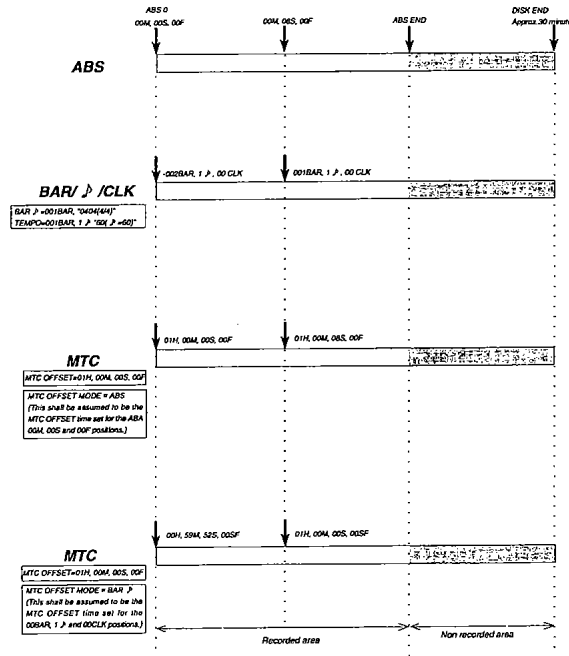 ABS 0
00M, 00S, 00F
00M, 08S, 00F
ABS END
DISK END
Approx.30 minute
ABS
-002BAR, 1 ♪, 00 CLK
001BAR, 1 ♪, 00 CLK
BAR/ ♪ /CLK
BAR ♪ =001BAR, "0404(4/4)"
TEMPO=001BAR, 1 ♪ "60( ♪ =60)"
01H, 00M, 00S, 00F
01H, 00M, 08S, 00F
MTC
MTC OFFSET=01H, 00M, 00S, 00F
MTC OFFSET MODE = ABS
(This shall be assumed to be the
MTC OFFSET time set for the ABA
00M, 00S and 00F positions.)
00H, 59M, 52S, 00SF
01H, 00M, 00S, 00SF
MTC
MTC OFFSET=01H, 00M, 00S, 00F
MTC OFFSET MODE = BAR ♪
(This shall be assumed to be the
MTC OFFSET time set for the
00BAR, 1 ♪ and 00CLK positions.)
Recorded area
Non recorded area